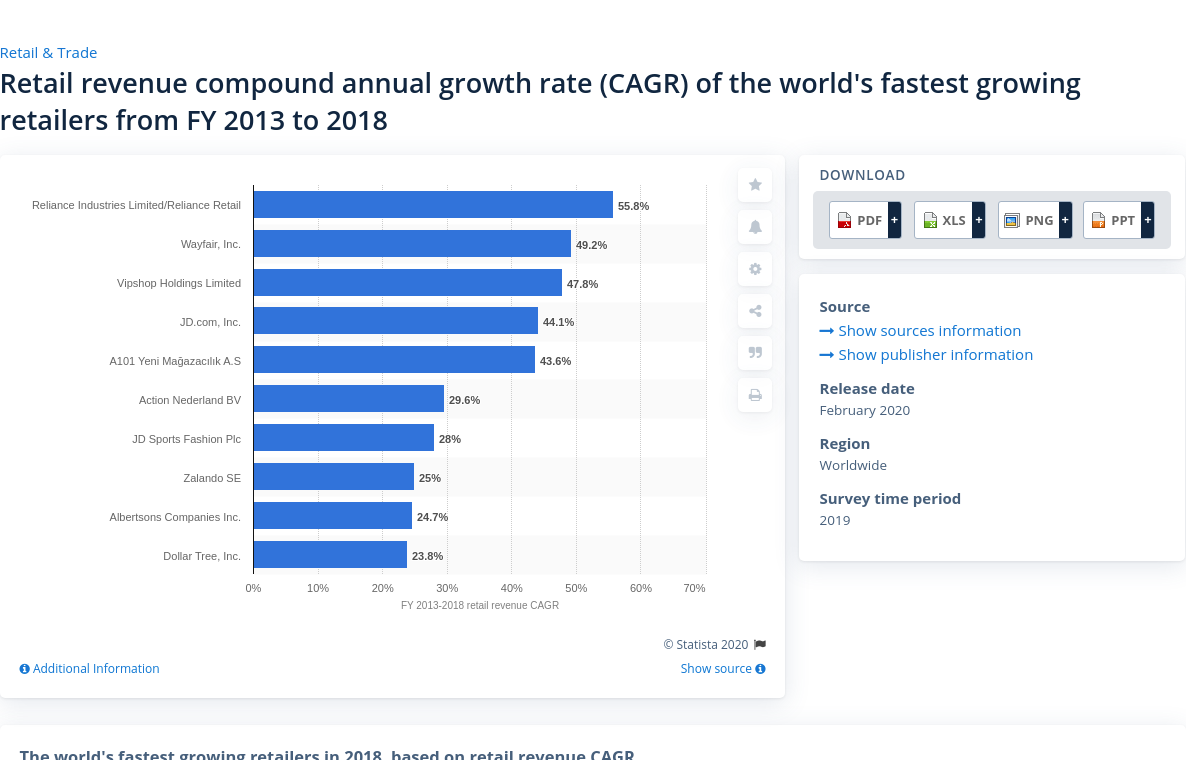 Retail & Trade
Retail revenue compound annual growth rate (CAGR) of the world's fastest growing
retailers from FY 2013 to 2018
Reliance Industries Limited/Reliance Retail 55.8%
Wayfair, Inc. 49.2%
Vipshop Holdings Limited 47.8%
JD.com, Inc. 44.1%
A101 Yeni Mağazacılık A.S 43.6%
Action Nederland BV 29.6%
JD Sports Fashion Plc 28%
Zalando SE 25%
Albertsons Companies Inc. 24.7%
Dollar Tree, Inc. 23.8%
0% 10% 20% 30% 40% 50% 60% 70%
FY 2013-2018 retail revenue CAGR
© Statista 2020
Additional Information
Show source
DOWNLOAD
PDF + XLS + PNG + PPT +
Source
Show sources information
Show publisher information
Release date
February 2020
Region
Worldwide
Survey time period
2019
The world's fastest growing retailers in 2018, based on retail revenue CAGR